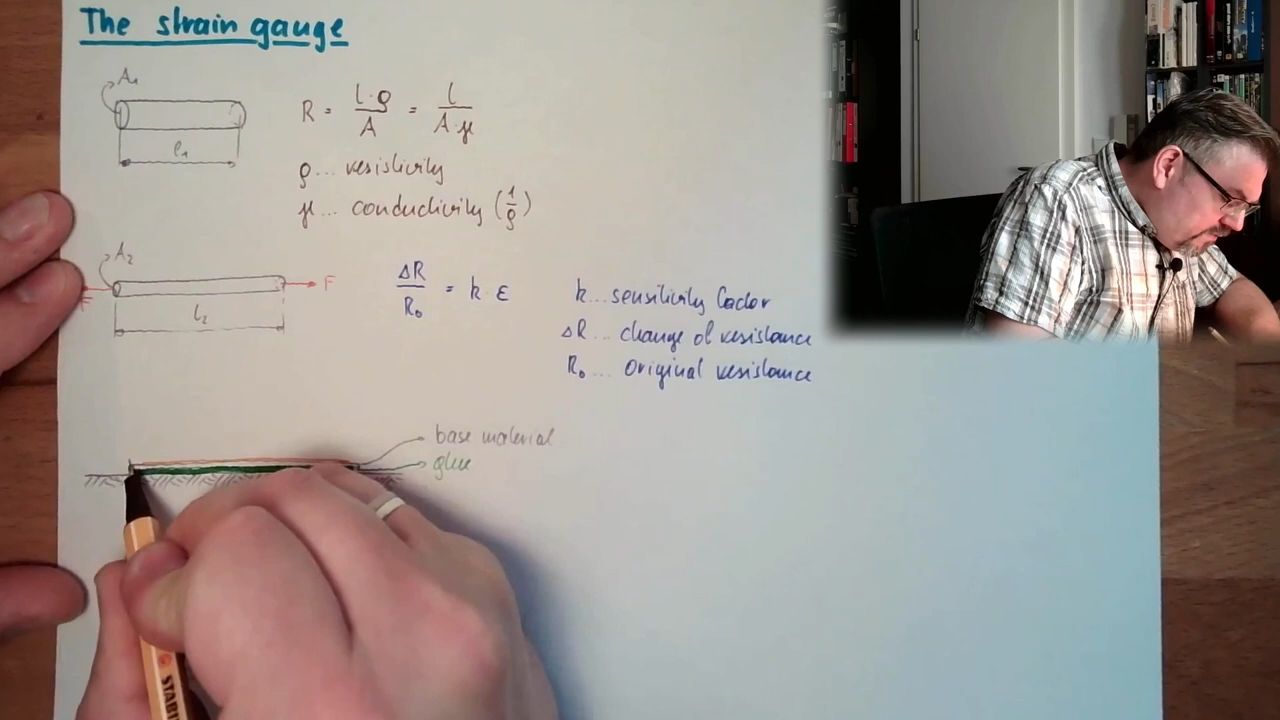 The strain gauge
A₁
R = l·ϱ/A = l/A·ϰ
l₁
ϱ... resistivity
ϰ... conductivity (1/ϱ)
A₂
F
F
l₂
ΔR/R₀ = k·ε
k... sensitivity factor
ΔR... change of resistance
R₀... original resistance
base material
glue
STABI